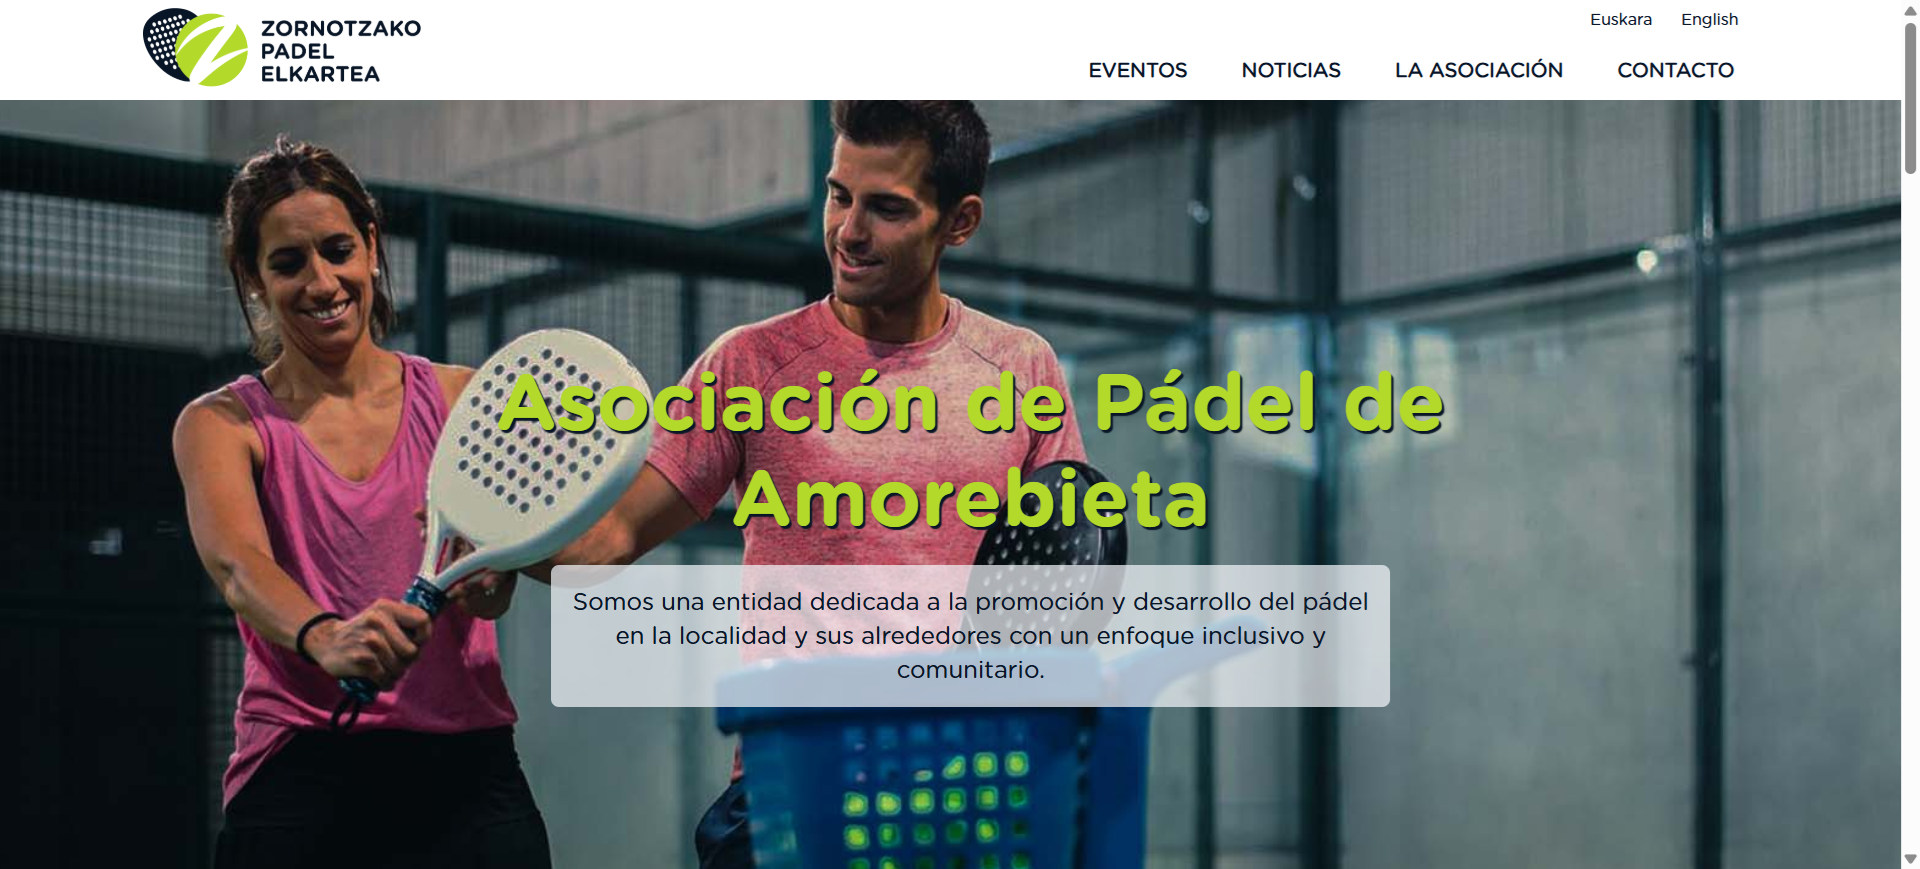 ZORNOTZAKO
PADEL
ELKARTEA
Euskara English
EVENTOS NOTICIAS LA ASOCIACIÓN CONTACTO
Asociación de Pádel de
Amorebieta
Somos una entidad dedicada a la promoción y desarrollo del pádel
en la localidad y sus alrededores con un enfoque inclusivo y
comunitario.